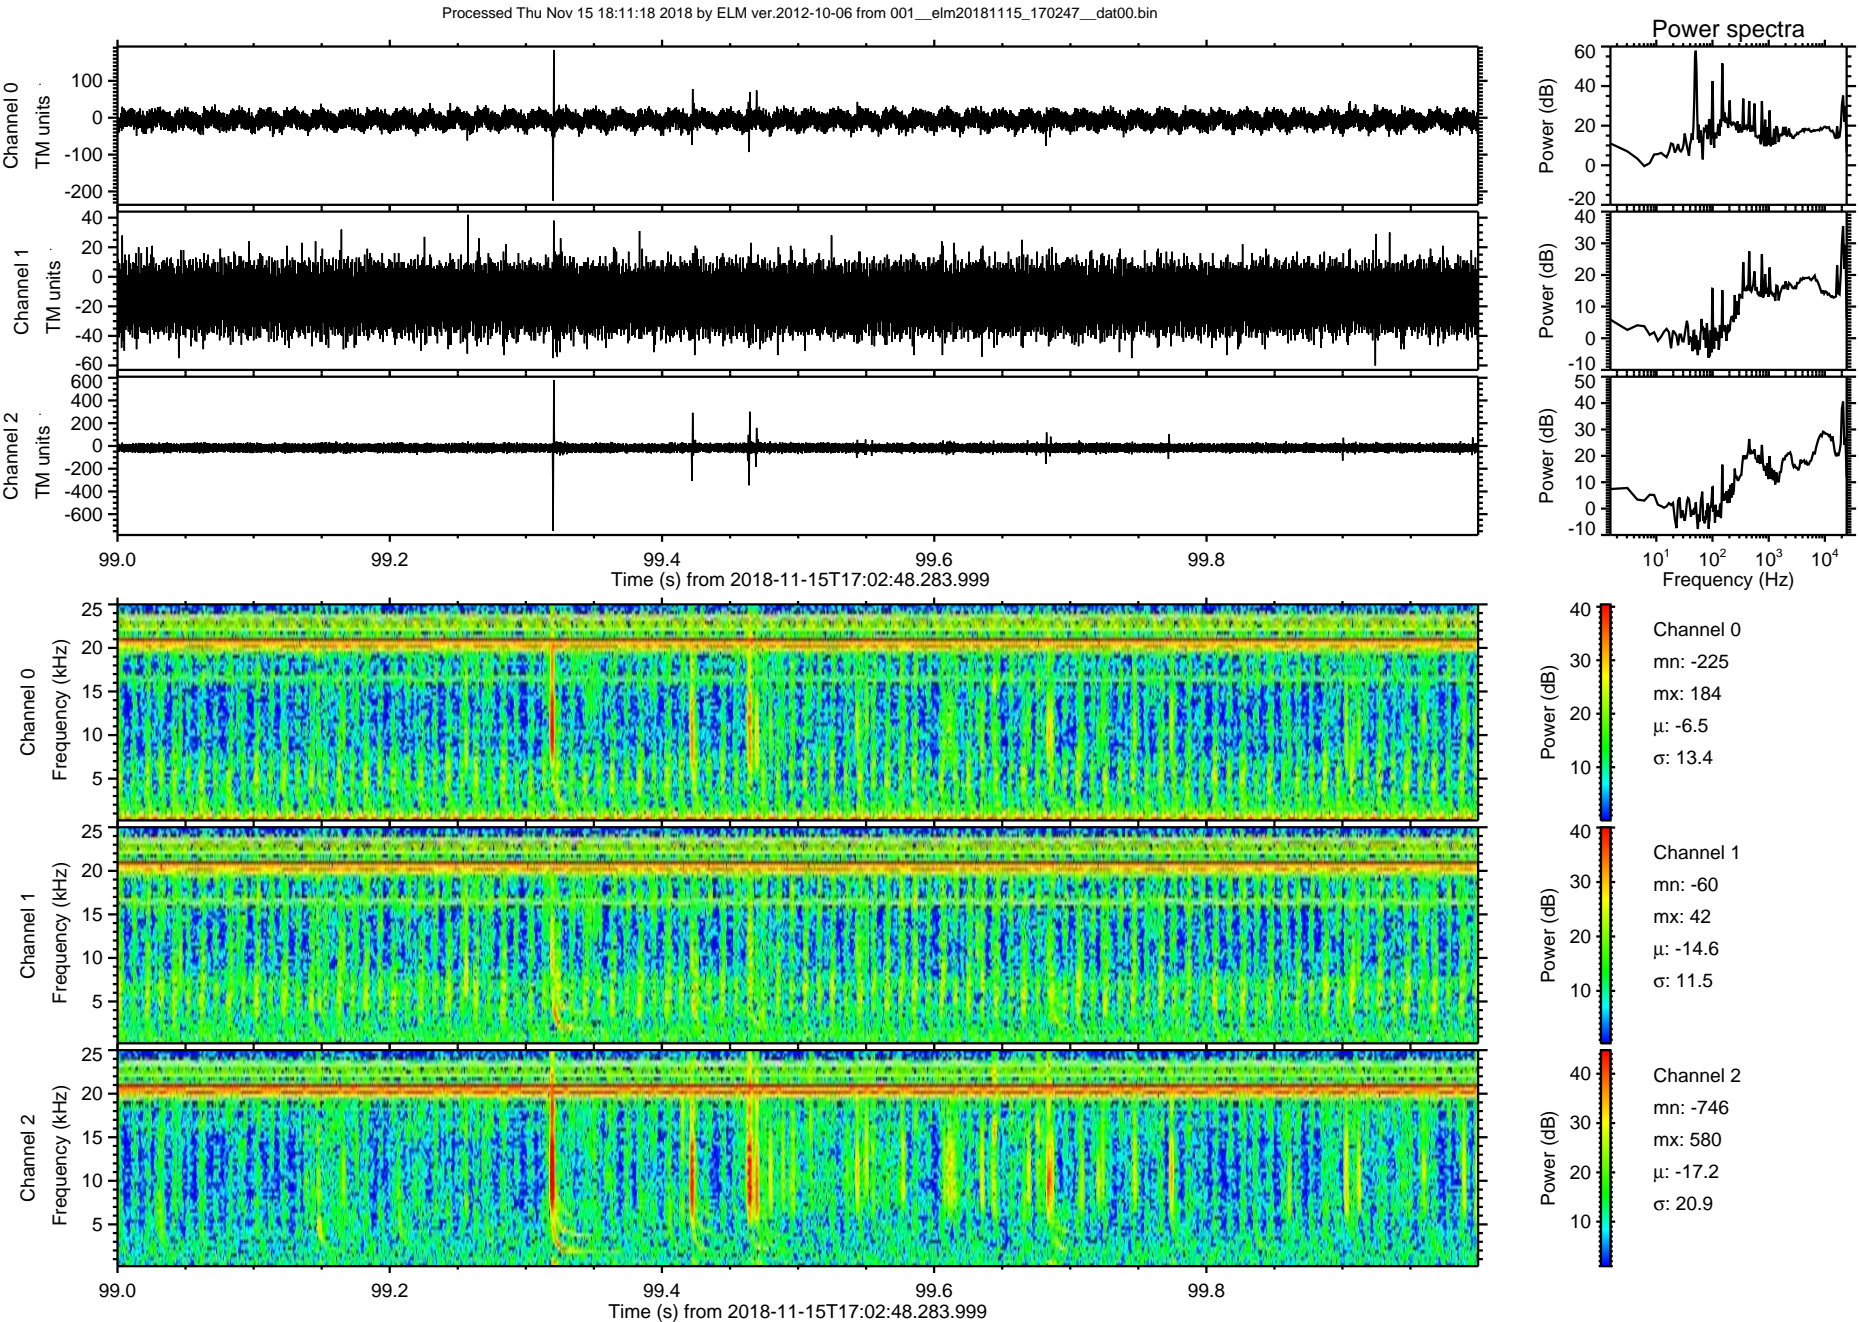 Processed Thu Nov 15 18:11:18 2018 by ELM ver.2012-10-06 from 001__elm20181115_170247__dat00.bin
Power spectra
Channel 0
TM units
100
0
-100
-200
Power (dB)
60
40
20
0
-20
Channel 1
TM units
40
20
0
-20
-40
-60
Power (dB)
40
30
20
10
0
-10
Channel 2
TM units
600
400
200
0
-200
-400
-600
Power (dB)
50
40
30
20
10
0
-10
99.0 99.2 99.4 99.6 99.8
Time (s) from 2018-11-15T17:02:48.283.999
10¹ 10² 10³ 10⁴
Frequency (Hz)
Channel 0
Frequency (kHz)
25
20
15
10
5
Power (dB)
40
30
20
10
Channel 0
mn: -225
mx: 184
μ: -6.5
σ: 13.4
Channel 1
Frequency (kHz)
25
20
15
10
5
Power (dB)
40
30
20
10
Channel 1
mn: -60
mx: 42
μ: -14.6
σ: 11.5
Channel 2
Frequency (kHz)
25
20
15
10
5
Power (dB)
40
30
20
10
Channel 2
mn: -746
mx: 580
μ: -17.2
σ: 20.9
99.0 99.2 99.4 99.6 99.8
Time (s) from 2018-11-15T17:02:48.283.999